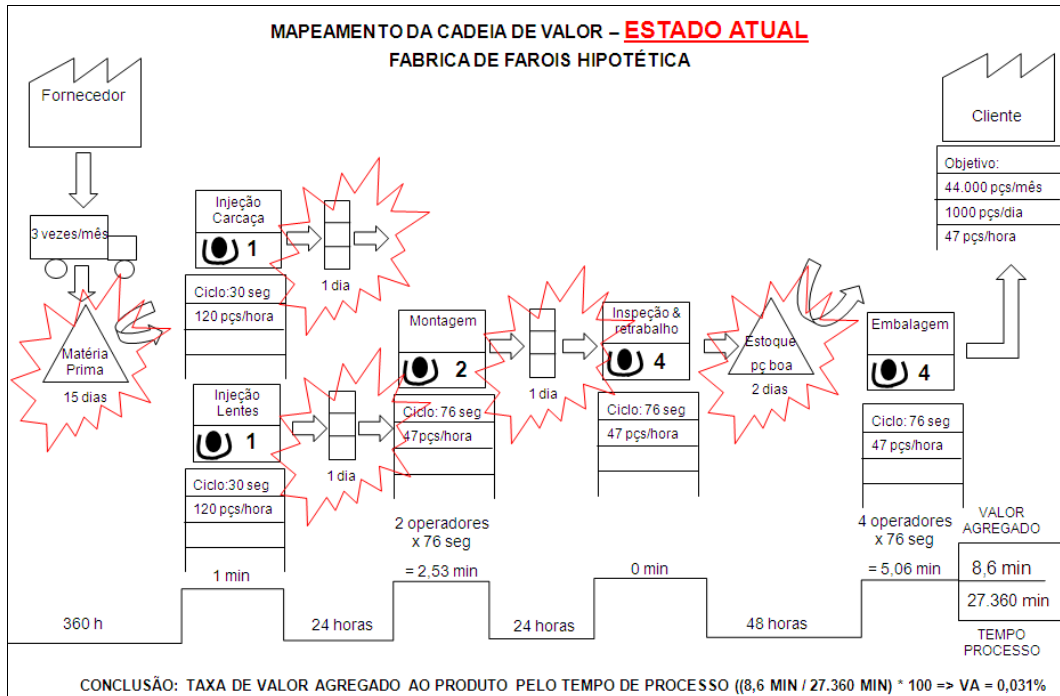 MAPEAMENTO DA CADEIA DE VALOR – ESTADO ATUAL
FABRICA DE FAROIS HIPOTÉTICA
Fornecedor
3 vezes/mês
Matéria
Prima
15 dias
Injeção
Carcaça
1
Ciclo:30 seg
120 pçs/hora
1 dia
Injeção
Lentes
1
Ciclo:30 seg
120 pçs/hora
1 dia
Montagem
2
Ciclo: 76 seg
47pçs/hora
2 operadores
x 76 seg
= 2,53 min
1 dia
Inspeção &
retrabalho
4
Ciclo: 76 seg
47 pçs/hora
Estoque
pç boa
2 dias
Embalagem
4
Ciclo: 76 seg
47 pçs/hora
4 operadores
x 76 seg
= 5,06 min
Cliente
Objetivo:
44.000 pçs/mês
1000 pçs/dia
47 pçs/hora
VALOR
AGREGADO
8,6 min
27.360 min
TEMPO
PROCESSO
360 h
1 min
24 horas
24 horas
0 min
48 horas
CONCLUSÃO: TAXA DE VALOR AGREGADO AO PRODUTO PELO TEMPO DE PROCESSO ((8,6 MIN / 27.360 MIN) * 100 => VA = 0,031%